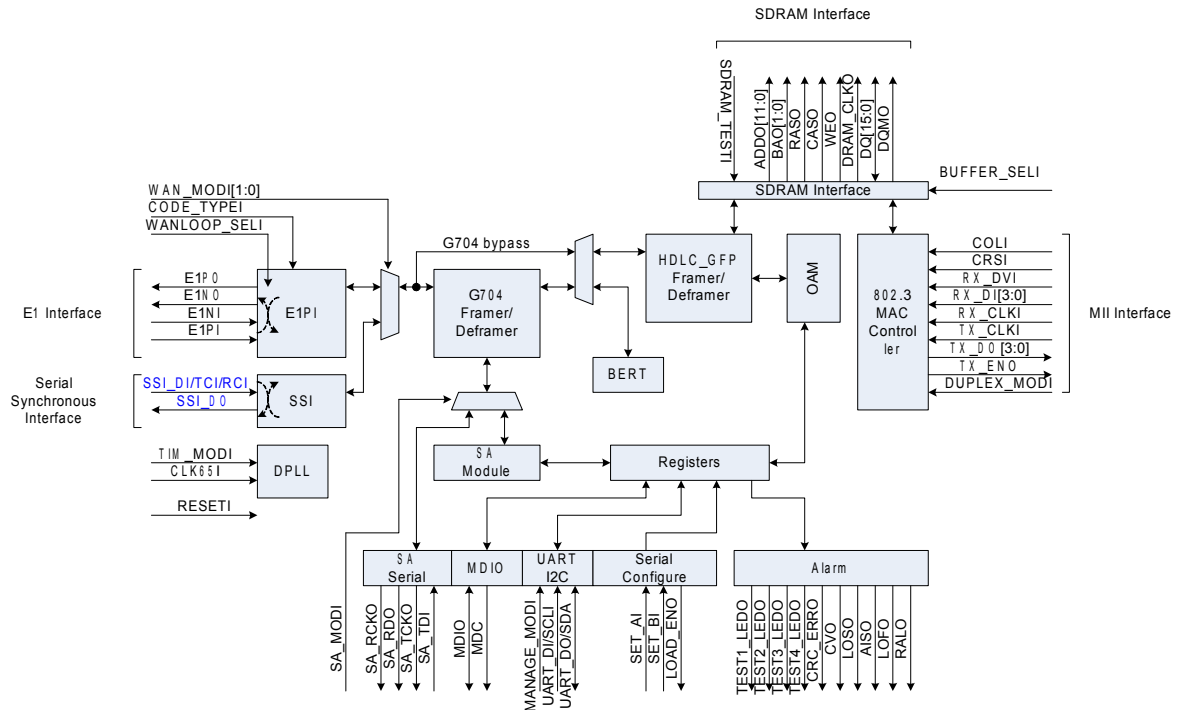 SDRAM Interface
SDRAM_TESTI
ADDO[11:0]
BAO[1:0]
RASO
CASO
WEO
DRAM_CLKO
DQ[15:0]
DQMO
SDRAM Interface
BUFFER_SELI
WAN_MODI[1:0]
CODE_TYPEI
WANLOOP_SELI
G704 bypass
E1 Interface
E1PO
E1NO
E1NI
E1PI
E1PI
G704
Framer/
Deframer
HDLC_GFP
Framer/
Deframer
OAM
802.3
MAC
Control
ler
COLI
CRSI
RX_DVI
RX_DI[3:0]
RX_CLKI
TX_CLKI
TX_DO[3:0]
TX_ENO
DUPLEX_MODI
MII Interface
BERT
Serial
Synchronous
Interface
SSI_DI/TCI/RCI
SSI_DO
SSI
TIM_MODI
CLK65I
DPLL
RESETI
SA
Module
Registers
SA
Serial
MDIO
UART
I2C
Serial
Configure
Alarm
SA_MODI
SA_RCKO
SA_RDO
SA_TCKO
SA_TDI
MDIO
MDC
MANAGE_MODI
UART_DI/SCLI
UART_DO/SDA
SET_AI
SET_BI
LOAD_ENO
TEST1_LEDO
TEST2_LEDO
TEST3_LEDO
TEST4_LEDO
CRC_ERRO
CVO
LOSO
AISO
LOFO
RALO